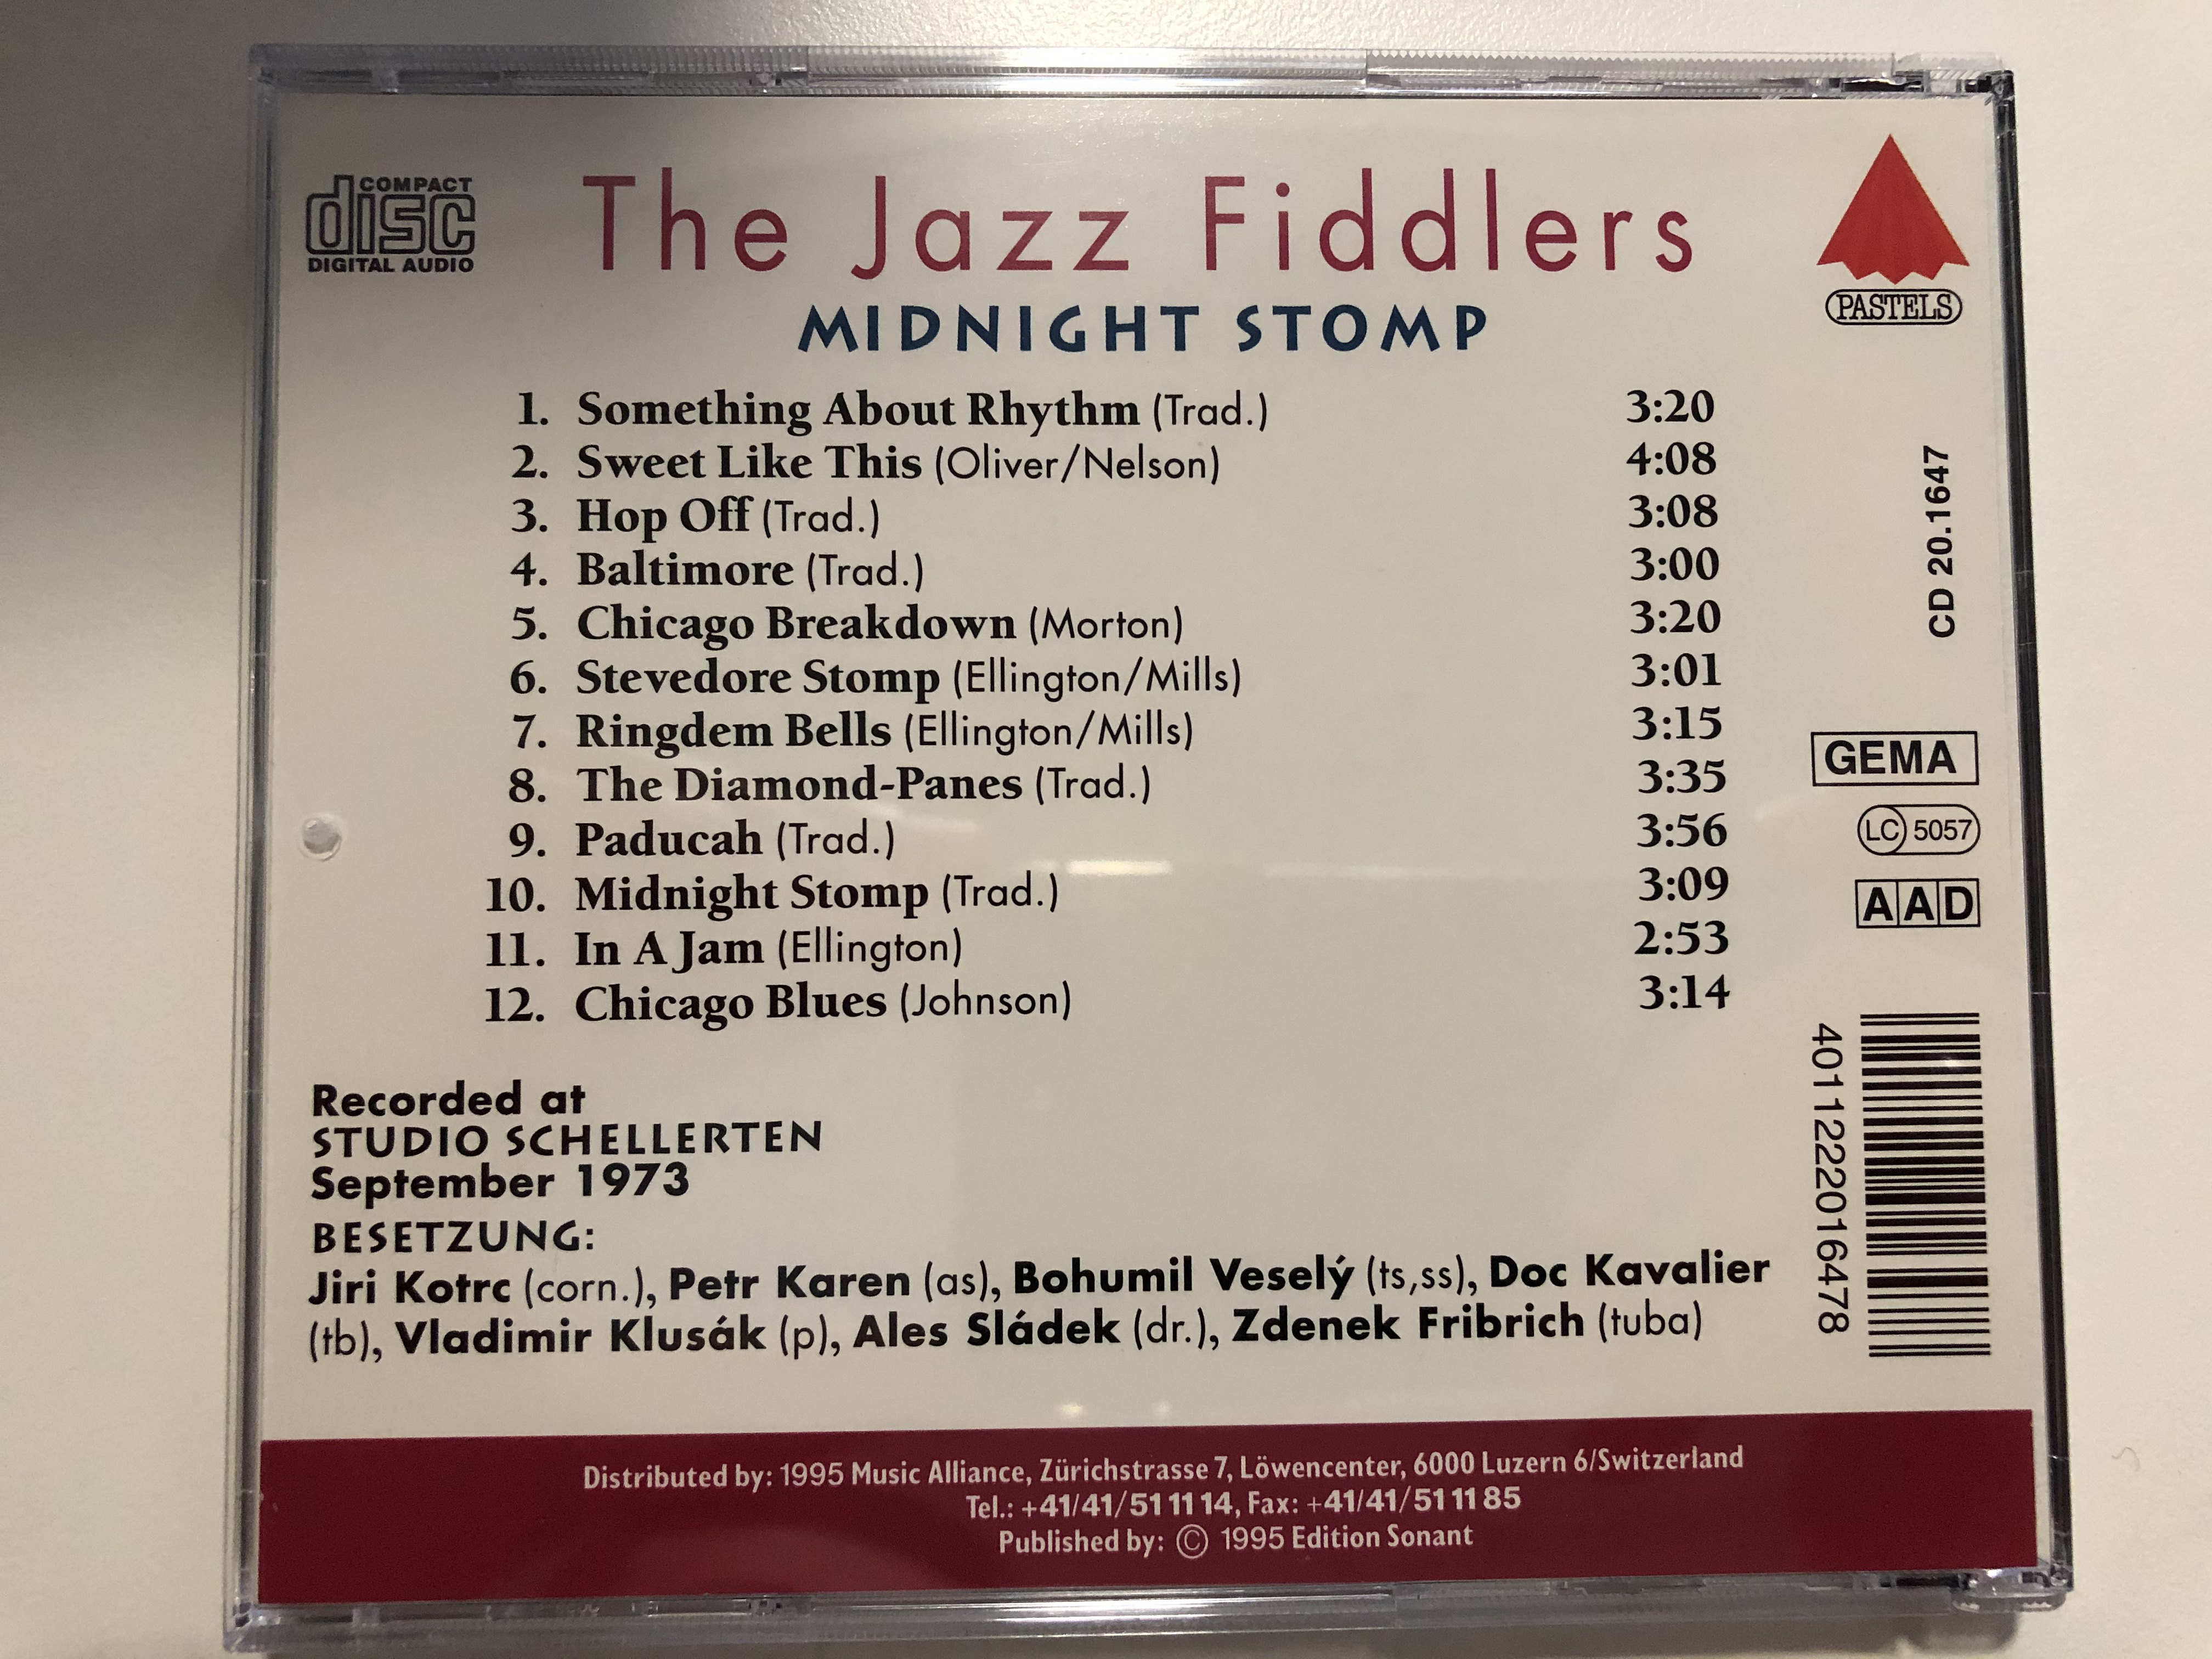 COMPACT
disc
DIGITAL AUDIO
The Jazz Fiddlers
MIDNIGHT STOMP
PASTELS
1. Something About Rhythm (Trad.) 3:20
2. Sweet Like This (Oliver/Nelson) 4:08
3. Hop Off (Trad.) 3:08
4. Baltimore (Trad.) 3:00
5. Chicago Breakdown (Morton) 3:20
6. Stevedore Stomp (Ellington/Mills) 3:01
7. Ringdem Bells (Ellington/Mills) 3:15
8. The Diamond-Panes (Trad.) 3:35
9. Paducah (Trad.) 3:56
10. Midnight Stomp (Trad.) 3:09
11. In A Jam (Ellington) 2:53
12. Chicago Blues (Johnson) 3:14
CD 20.1647
GEMA
LC 5057
AAD
4011222016478
Recorded at
STUDIO SCHELLERTEN
September 1973
BESETZUNG:
Jiri Kotrc (corn.), Petr Karen (as), Bohumil Veselý (ts,ss), Doc Kavalier
(tb), Vladimir Klusák (p), Ales Sládek (dr.), Zdenek Fribrich (tuba)
Distributed by: 1995 Music Alliance, Zürichstrasse 7, Löwencenter, 6000 Luzern 6/Switzerland
Tel.: +41/41/51 11 14, Fax: +41/41/51 11 85
Published by: © 1995 Edition Sonant